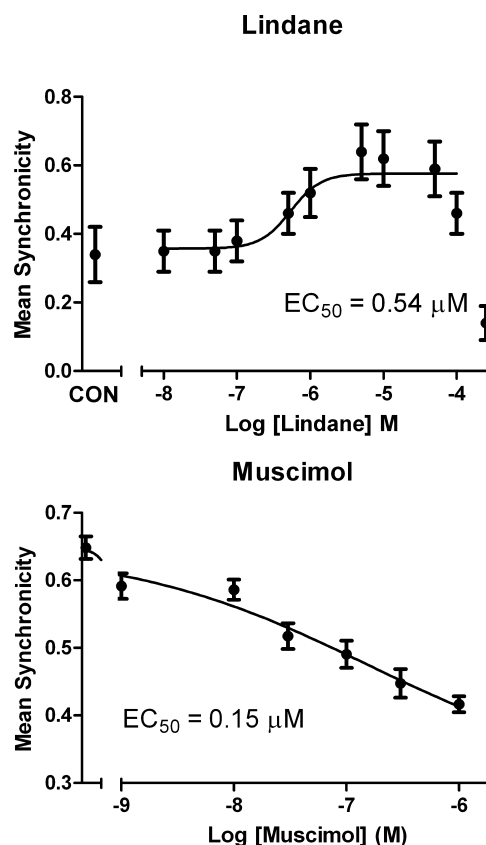 Lindane
Mean Synchronicity
0.8
0.6
0.4
0.2
0.0
EC₅₀ = 0.54 μM
CON
-8 -7 -6 -5 -4
Log [Lindane] M
Muscimol
Mean Synchronicity
0.7
0.6
0.5
0.4
0.3
EC₅₀ = 0.15 μM
-9 -8 -7 -6
Log [Muscimol] (M)